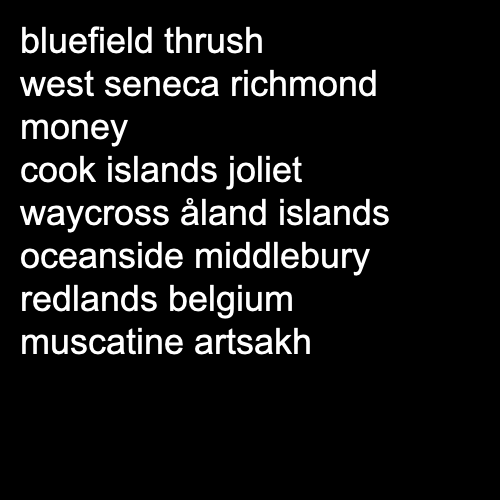 bluefield thrush
west seneca richmond
money
cook islands joliet
waycross åland islands
oceanside middlebury
redlands belgium
muscatine artsakh